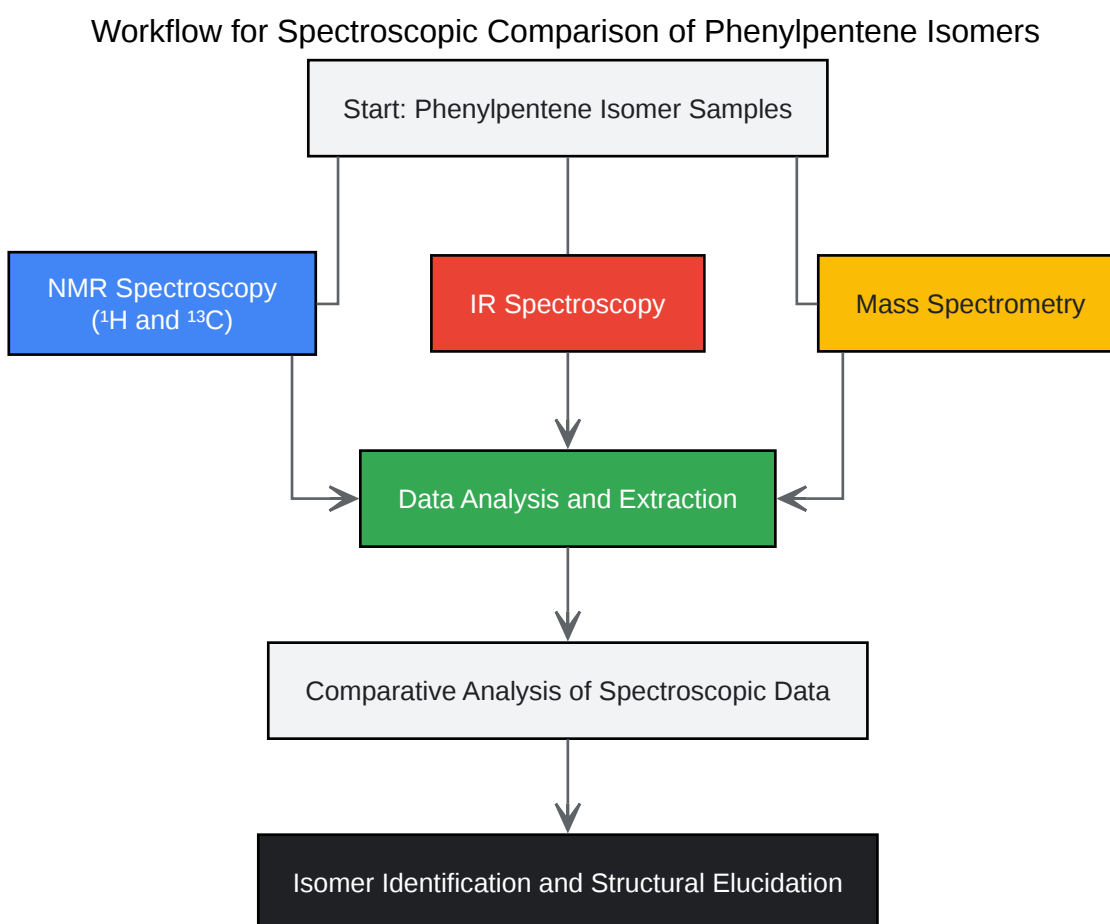 Workflow for Spectroscopic Comparison of Phenylpentene Isomers
Start: Phenylpentene Isomer Samples
NMR Spectroscopy
(¹H and ¹³C)
IR Spectroscopy
Mass Spectrometry
Data Analysis and Extraction
Comparative Analysis of Spectroscopic Data
Isomer Identification and Structural Elucidation